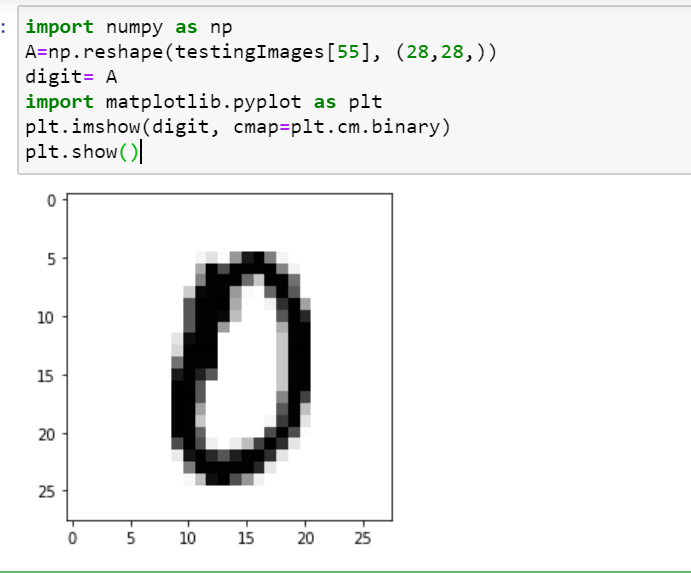 : import numpy as np
A=np.reshape(testingImages[55], (28,28,))
digit= A
import matplotlib.pyplot as plt
plt.imshow(digit, cmap=plt.cm.binary)
plt.show()
0
5
10
15
20
25
0 5 10 15 20 25
0